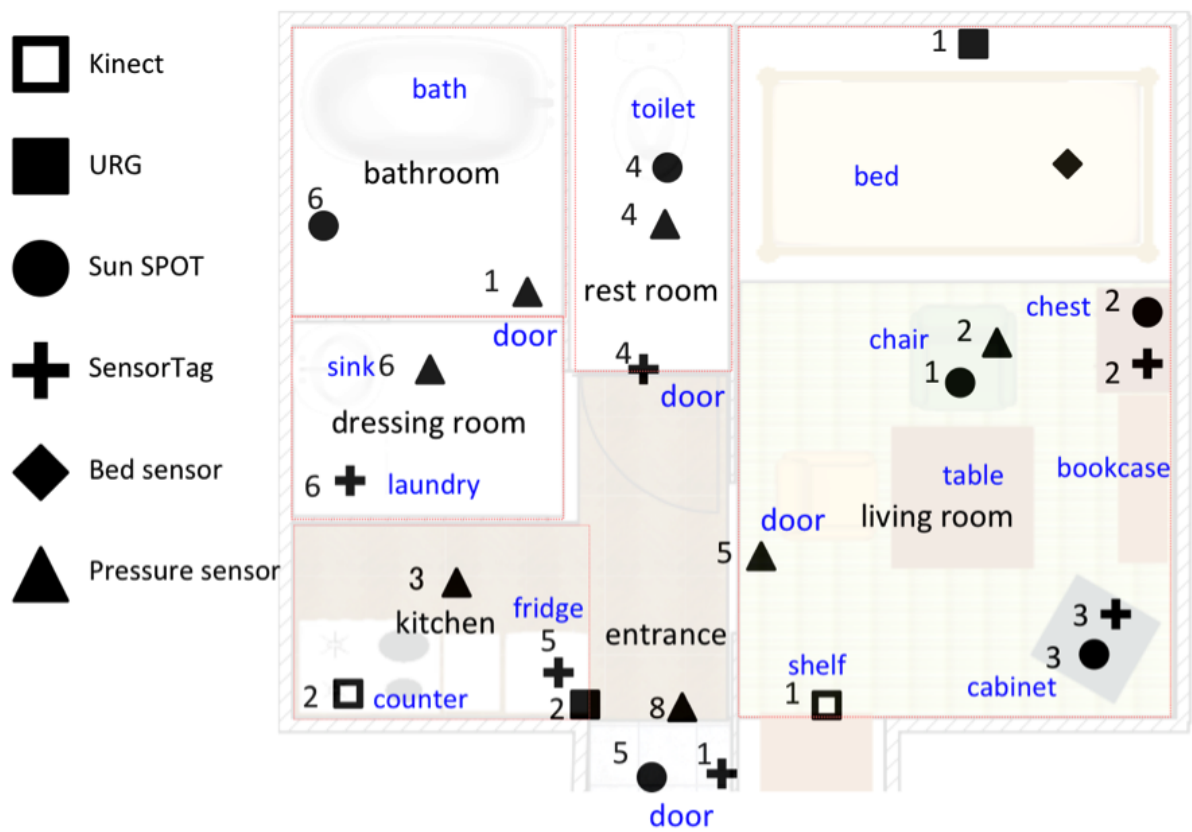 Kinect
URG
Sun SPOT
SensorTag
Bed sensor
Pressure sensor
bath
bathroom
6
1
door
toilet
4
4
rest room
4
door
1
bed
sink 6
dressing room
6 laundry
chest 2
2
chair 2
1
table
bookcase
living room
door
5
3
kitchen
fridge
5
entrance
2 counter
2
8
shelf
1
3
3
cabinet
5
1
door